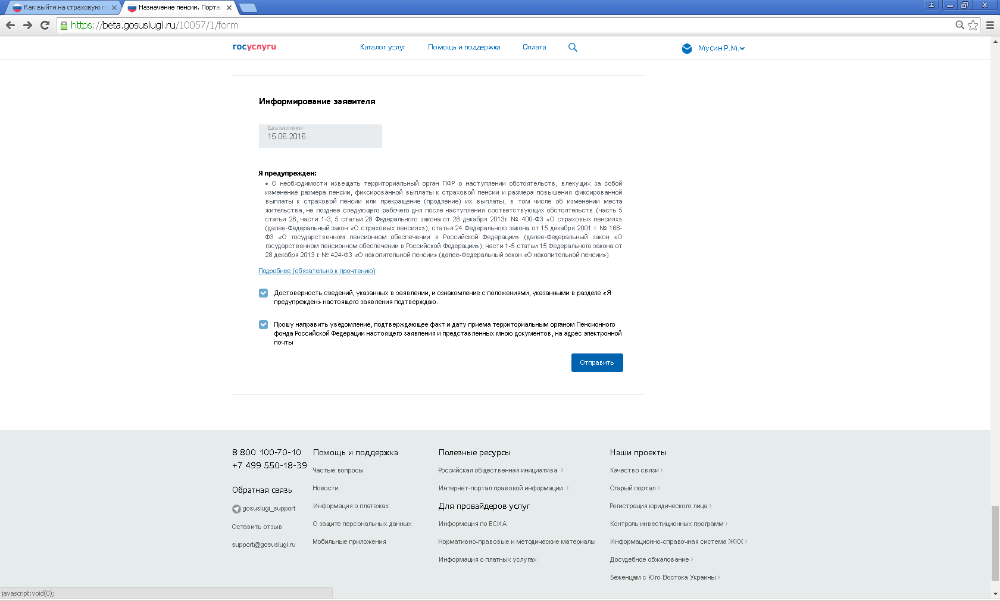 Как выйти на страховую п
Назначение пенсии. Порта
https://beta.gosuslugi.ru/10057/1/form
госуслуги
Каталог услуг
Помощь и поддержка
Оплата
Мусин Р.М.
Информирование заявителя
Дата заполнения
15.06.2016
Я предупрежден:
• О необходимости извещать территориальный орган ПФР о наступлении обстоятельств, влекущих за собой
изменение размера пенсии, фиксированной выплаты к страховой пенсии и размера повышения фиксированной
выплаты к страховой пенсии или прекращение (продление) их выплаты, в том числе об изменении места
жительства, не позднее следующего рабочего дня после наступления соответствующих обстоятельств (часть 5
статьи 26, части 1-3, 5 статьи 28 Федерального закона от 28 декабря 2013г. № 400-ФЗ «О страховых пенсиях»
(далее-Федеральный закон «О страховых пенсиях»), статья 24 Федерального закона от 15 декабря 2001 г. № 166-
ФЗ «О государственном пенсионном обеспечении в Российской Федерации» (далее-Федеральный закон «О
государственном пенсионном обеспечении в Российской Федерации»), части 1-5 статьи 15 Федерального закона от
28 декабря 2013 г. № 424-ФЗ «О накопительной пенсии» (далее-Федеральный закон «О накопительной пенсии»)
Подробнее (обязательно к прочтению)
Достоверность сведений, указанных в заявлении, и ознакомление с положениями, указанными в разделе «Я
предупрежден» настоящего заявления подтверждаю.
Прошу направить уведомление, подтверждающее факт и дату приема территориальным органом Пенсионного
фонда Российской Федерации настоящего заявления и представленных мною документов, на адрес электронной
почты
Отправить
8 800 100-70-10
+7 499 550-18-39
Обратная связь
gosuslugi_support
Оставить отзыв
support@gosuslugi.ru
Помощь и поддержка
Частые вопросы
Новости
Информация о платежах
О защите персональных данных
Мобильные приложения
Полезные ресурсы
Российская общественная инициатива ›
Интернет-портал правовой информации ›
Для провайдеров услуг
Информация по ЕСИА
Нормативно-правовые и методические материалы
Информация о платных услугах
Наши проекты
Качество связи ›
Старый портал ›
Регистрация юридического лица ›
Контроль инвестиционных программ ›
Информационно-справочная система ЖКХ ›
Досудебное обжалование ›
Беженцам с Юго-Востока Украины ›
javascript:void(0);